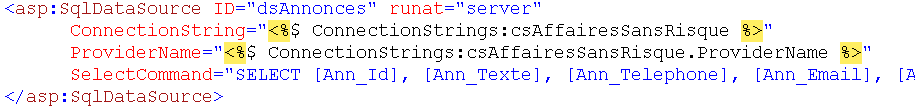 <asp:SqlDataSource ID="dsAnnonces" runat="server"
ConnectionString="<%$ ConnectionStrings:csAffairesSansRisque %>"
ProviderName="<%$ ConnectionStrings:csAffairesSansRisque.ProviderName %>"
SelectCommand="SELECT [Ann_Id], [Ann_Texte], [Ann_Telephone], [Ann_Email], [A
</asp:SqlDataSource>